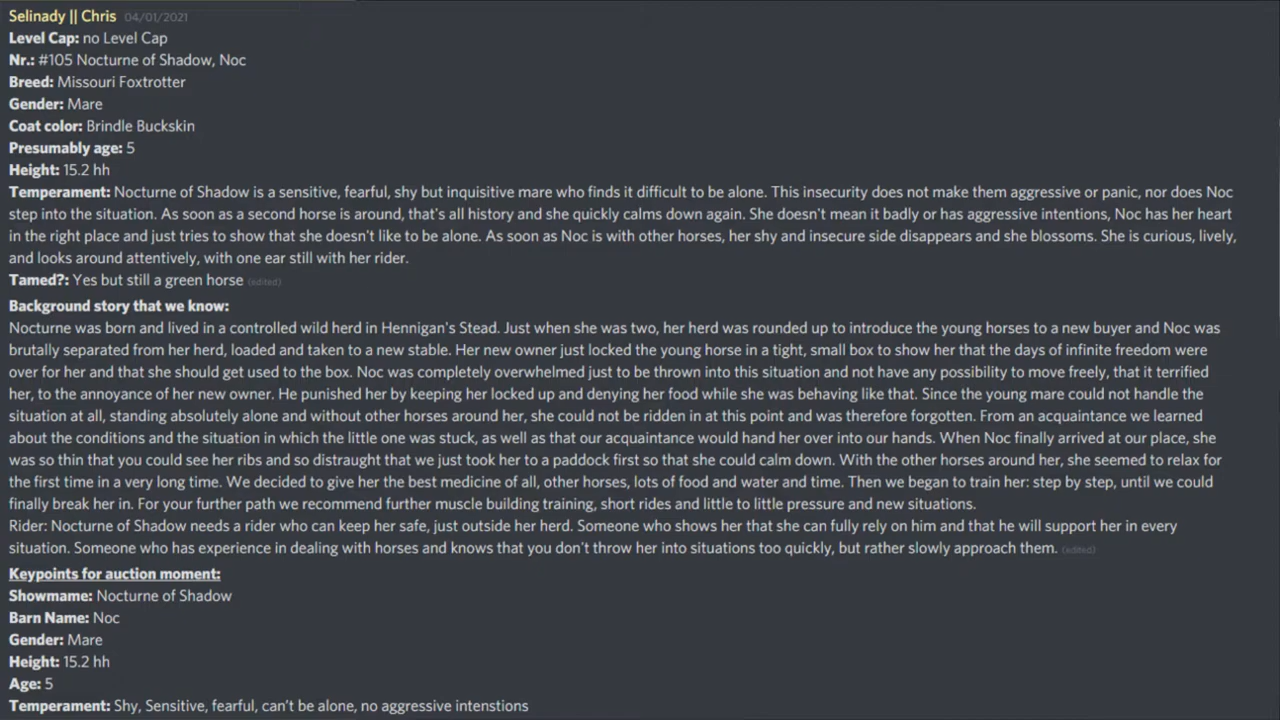 Selinady || Chris 04/01/2021
Level Cap: no Level Cap
Nr.: #105 Nocturne of Shadow, Noc
Breed: Missouri Foxtrotter
Gender: Mare
Coat color: Brindle Buckskin
Presumably age: 5
Height: 15.2 hh
Temperament: Nocturne of Shadow is a sensitive, fearful, shy but inquisitive mare who finds it difficult to be alone. This insecurity does not make them aggressive or panic, nor does Noc
step into the situation. As soon as a second horse is around, that's all history and she quickly calms down again. She doesn't mean it badly or has aggressive intentions, Noc has her heart
in the right place and just tries to show that she doesn't like to be alone. As soon as Noc is with other horses, her shy and insecure side disappears and she blossoms. She is curious, lively,
and looks around attentively, with one ear still with her rider.
Tamed?: Yes but still a green horse (edited)
Background story that we know:
Nocturne was born and lived in a controlled wild herd in Hennigan's Stead. Just when she was two, her herd was rounded up to introduce the young horses to a new buyer and Noc was
brutally separated from her herd, loaded and taken to a new stable. Her new owner just locked the young horse in a tight, small box to show her that the days of infinite freedom were
over for her and that she should get used to the box. Noc was completely overwhelmed just to be thrown into this situation and not have any possibility to move freely, that it terrified
her, to the annoyance of her new owner. He punished her by keeping her locked up and denying her food while she was behaving like that. Since the young mare could not handle the
situation at all, standing absolutely alone and without other horses around her, she could not be ridden in at this point and was therefore forgotten. From an acquaintance we learned
about the conditions and the situation in which the little one was stuck, as well as that our acquaintance would hand her over into our hands. When Noc finally arrived at our place, she
was so thin that you could see her ribs and so distraught that we just took her to a paddock first so that she could calm down. With the other horses around her, she seemed to relax for
the first time in a very long time. We decided to give her the best medicine of all, other horses, lots of food and water and time. Then we began to train her: step by step, until we could
finally break her in. For your further path we recommend further muscle building training, short rides and little to little pressure and new situations.
Rider: Nocturne of Shadow needs a rider who can keep her safe, just outside her herd. Someone who shows her that she can fully rely on him and that he will support her in every
situation. Someone who has experience in dealing with horses and knows that you don't throw her into situations too quickly, but rather slowly approach them. (edited)
Keypoints for auction moment:
Showmame: Nocturne of Shadow
Barn Name: Noc
Gender: Mare
Height: 15.2 hh
Age: 5
Temperament: Shy, Sensitive, fearful, can't be alone, no aggressive intenstions